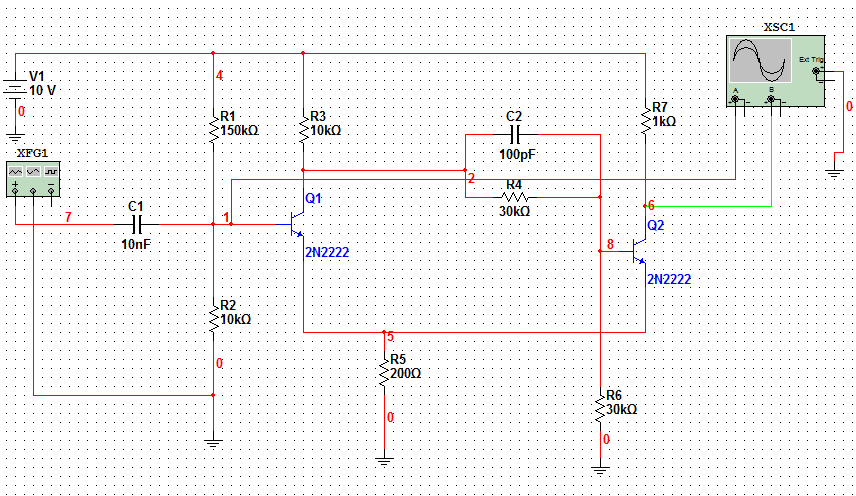 XSC1
Ext Trig
+
-
A
B
+ - + -
V1
10 V
0
4
R1
150kΩ
R3
10kΩ
C2
100pF
R7
1kΩ
0
XFG1
+ -
2
R4
30kΩ
C1
10nF
7
1
Q1
2N2222
6
Q2
8
2N2222
R2
10kΩ
5
R5
200Ω
0
R6
30kΩ
0
0